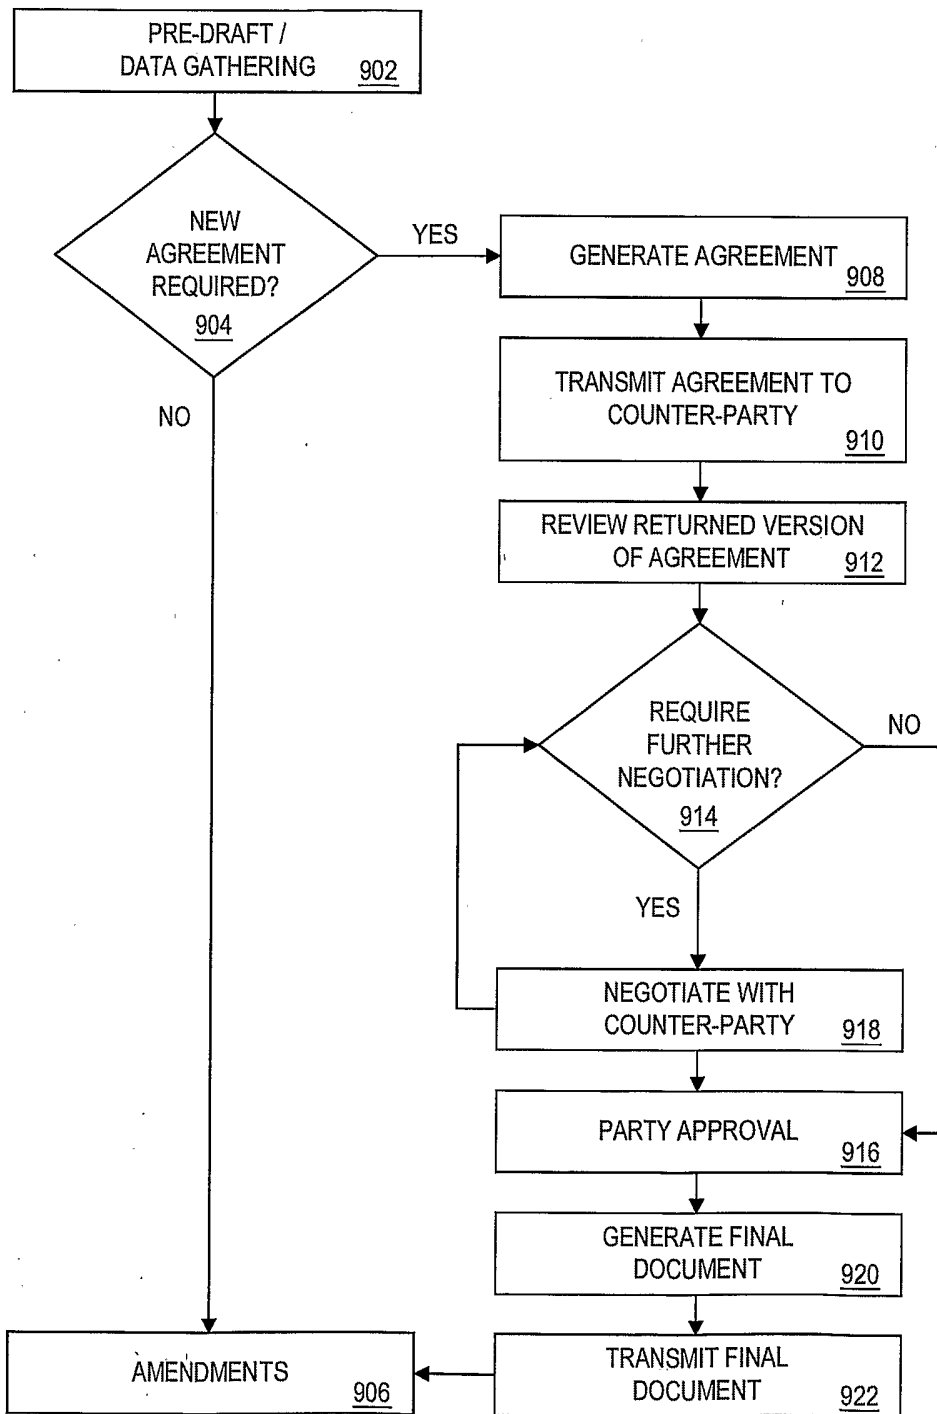 PRE-DRAFT /
DATA GATHERING 902
NEW
AGREEMENT
REQUIRED?
904
YES
NO
GENERATE AGREEMENT
908
TRANSMIT AGREEMENT TO
COUNTER-PARTY
910
REVIEW RETURNED VERSION
OF AGREEMENT 912
REQUIRE
FURTHER
NEGOTIATION?
914
NO
YES
NEGOTIATE WITH
COUNTER-PARTY 918
PARTY APPROVAL
916
GENERATE FINAL
DOCUMENT 920
TRANSMIT FINAL
DOCUMENT 922
AMENDMENTS
906